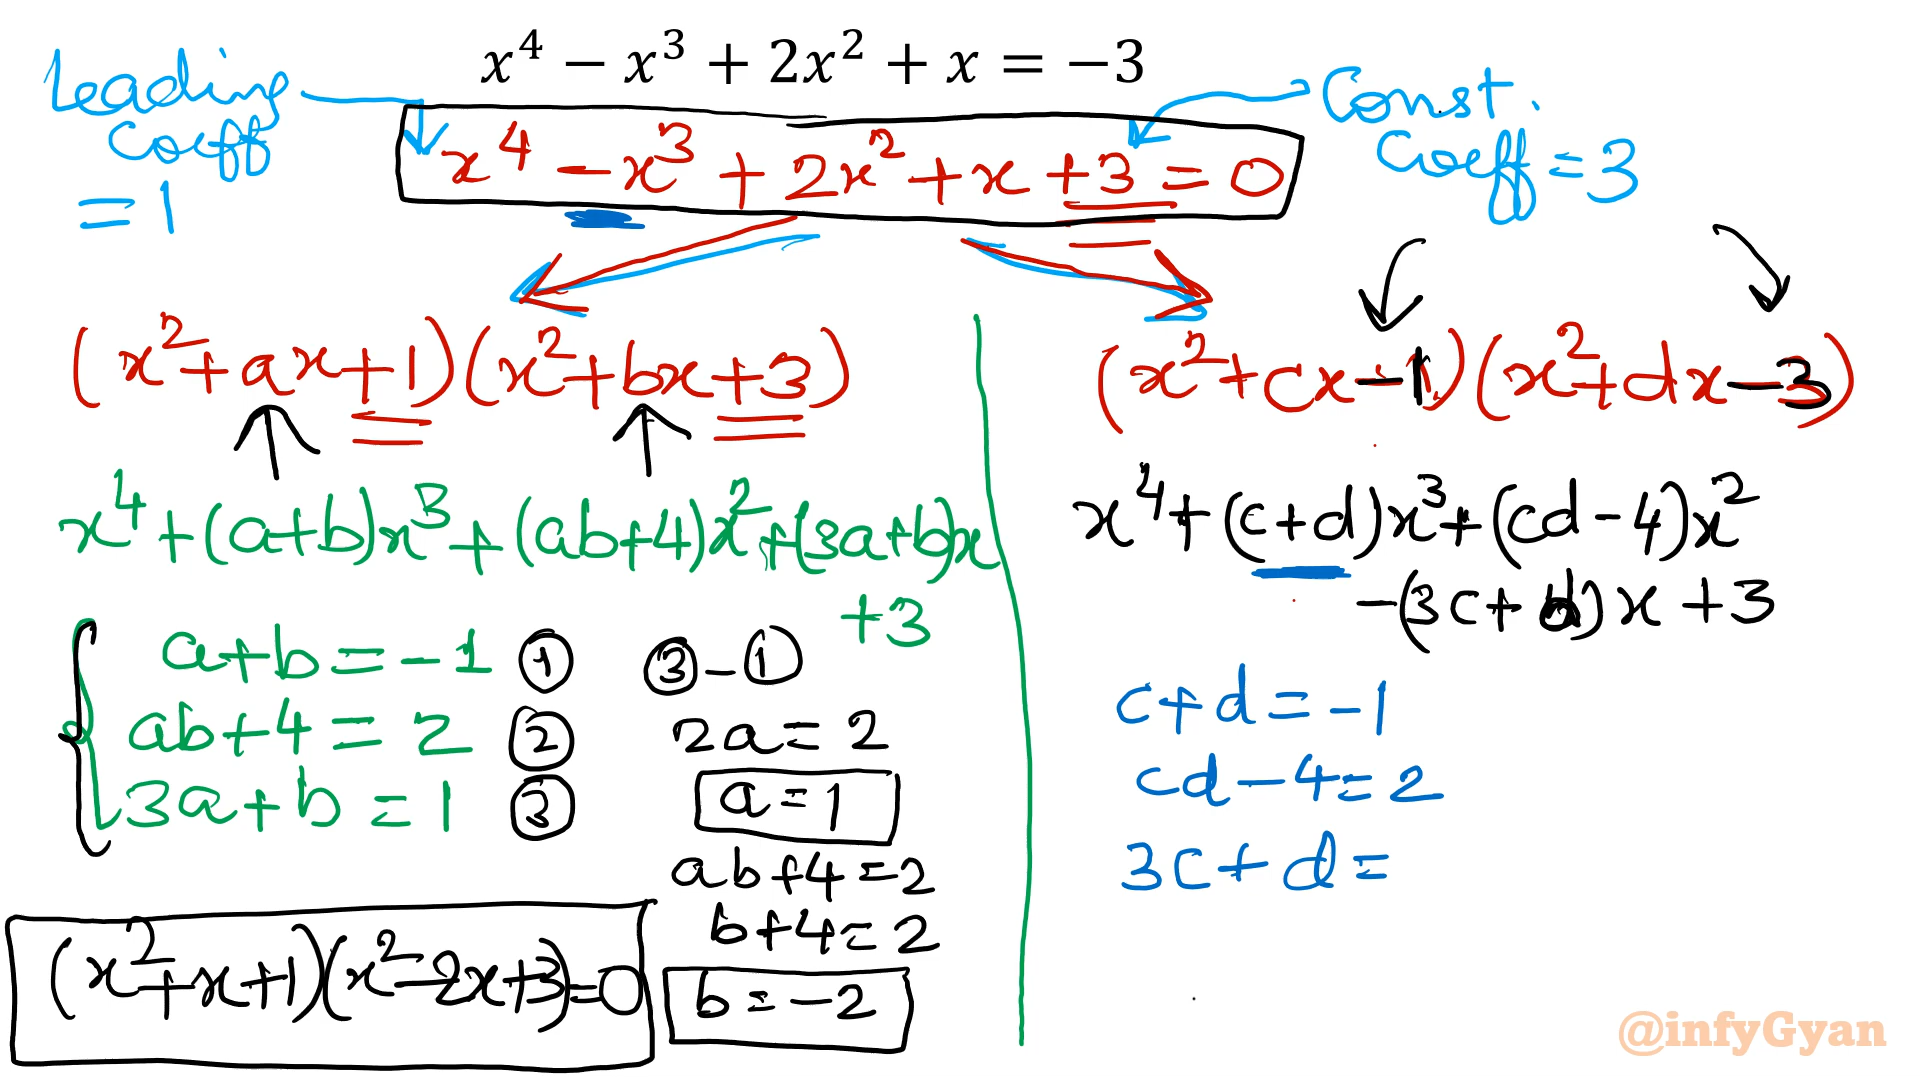 x⁴ − x³ + 2x² + x = −3
Leading
coeff
= 1
x⁴ − x³ + 2x² + x + 3 = 0
Const.
Coeff = 3
(x² + ax + 1)(x² + bx + 3)
x⁴ + (a+b)x³ + (ab+4)x² + (3a+b)x
+3
a + b = −1 ①
ab + 4 = 2 ②
3a + b = 1 ③
③ − ①
2a = 2
a = 1
ab + 4 = 2
b + 4 = 2
b = −2
(x² + x + 1)(x² − 2x + 3) = 0
(x² + cx − 1)(x² + dx − 3)
x⁴ + (c+d)x³ + (cd − 4)x²
−(3c + d)x + 3
c + d = −1
cd − 4 = 2
3c + d =
@infyGyan